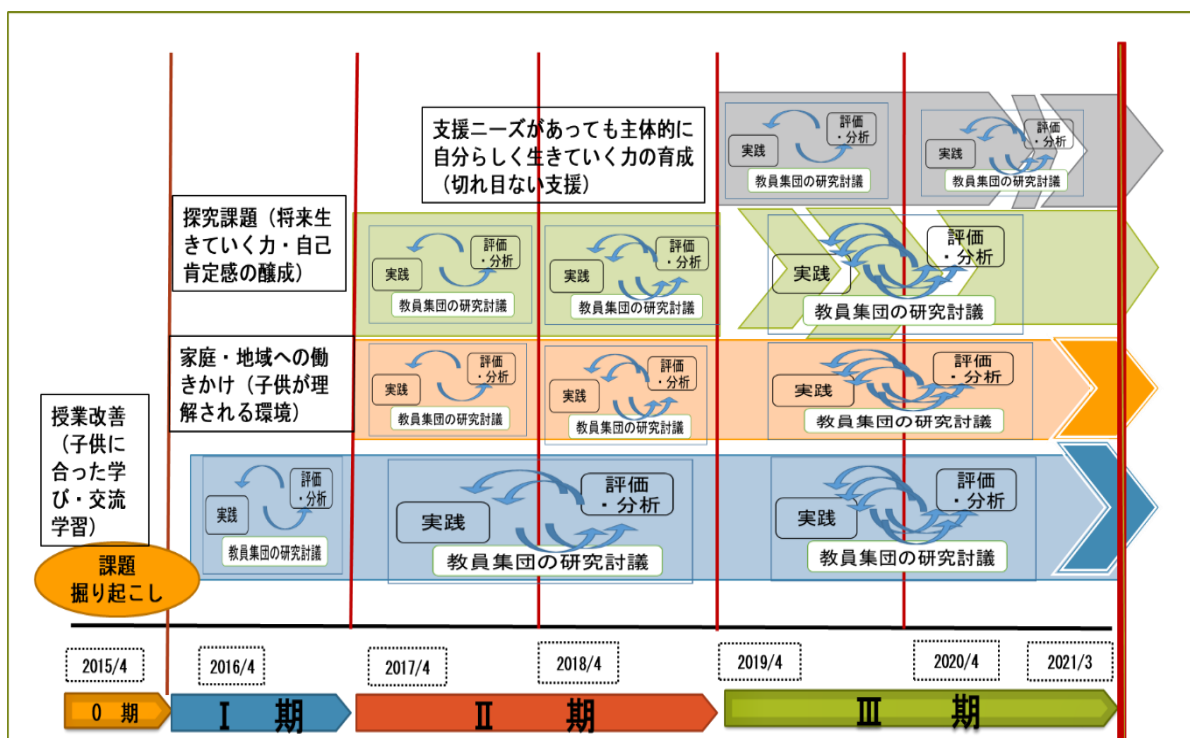 支援ニーズがあっても主体的に
自分らしく生きていく力の育成
（切れ目ない支援）
実践
評価
・分析
教員集団の研究討議
実践
評価
・分析
教員集団の研究討議
探究課題（将来生
きていく力・自己
肯定感の醸成）
実践
評価
・分析
教員集団の研究討議
実践
評価
・分析
教員集団の研究討議
実践
評価
・分析
教員集団の研究討議
家庭・地域への働
きかけ（子供が理
解される環境）
実践
評価
・分析
教員集団の研究討議
実践
評価
・分析
教員集団の研究討議
実践
評価
・分析
教員集団の研究討議
授業改善
（子供に
合った学
び・交流
学習）
実践
評価
・分析
教員集団の研究討議
実践
評価
・分析
教員集団の研究討議
実践
評価
・分析
教員集団の研究討議
課題
掘り起こし
2015/4
2016/4
2017/4
2018/4
2019/4
2020/4
2021/3
０ 期
Ⅰ 期
Ⅱ 期
Ⅲ 期